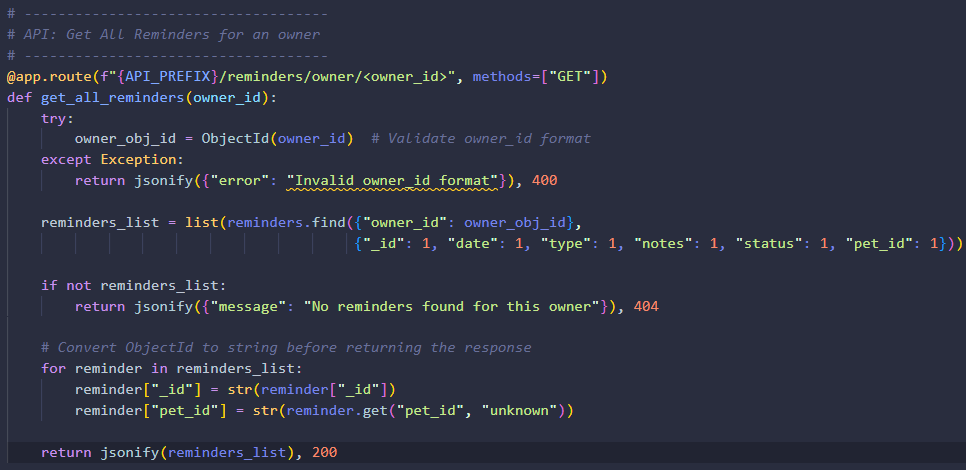 # ------------------------------------
# API: Get All Reminders for an owner
# ------------------------------------
@app.route(f"{API_PREFIX}/reminders/owner/<owner_id>", methods=["GET"])
def get_all_reminders(owner_id):
    try:
        owner_obj_id = ObjectId(owner_id)  # Validate owner_id format
    except Exception:
        return jsonify({"error": "Invalid owner_id format"}), 400

    reminders_list = list(reminders.find({"owner_id": owner_obj_id},
                                         {"_id": 1, "date": 1, "type": 1, "notes": 1, "status": 1, "pet_id": 1}))

    if not reminders_list:
        return jsonify({"message": "No reminders found for this owner"}), 404

    # Convert ObjectId to string before returning the response
    for reminder in reminders_list:
        reminder["_id"] = str(reminder["_id"])
        reminder["pet_id"] = str(reminder.get("pet_id", "unknown"))

    return jsonify(reminders_list), 200